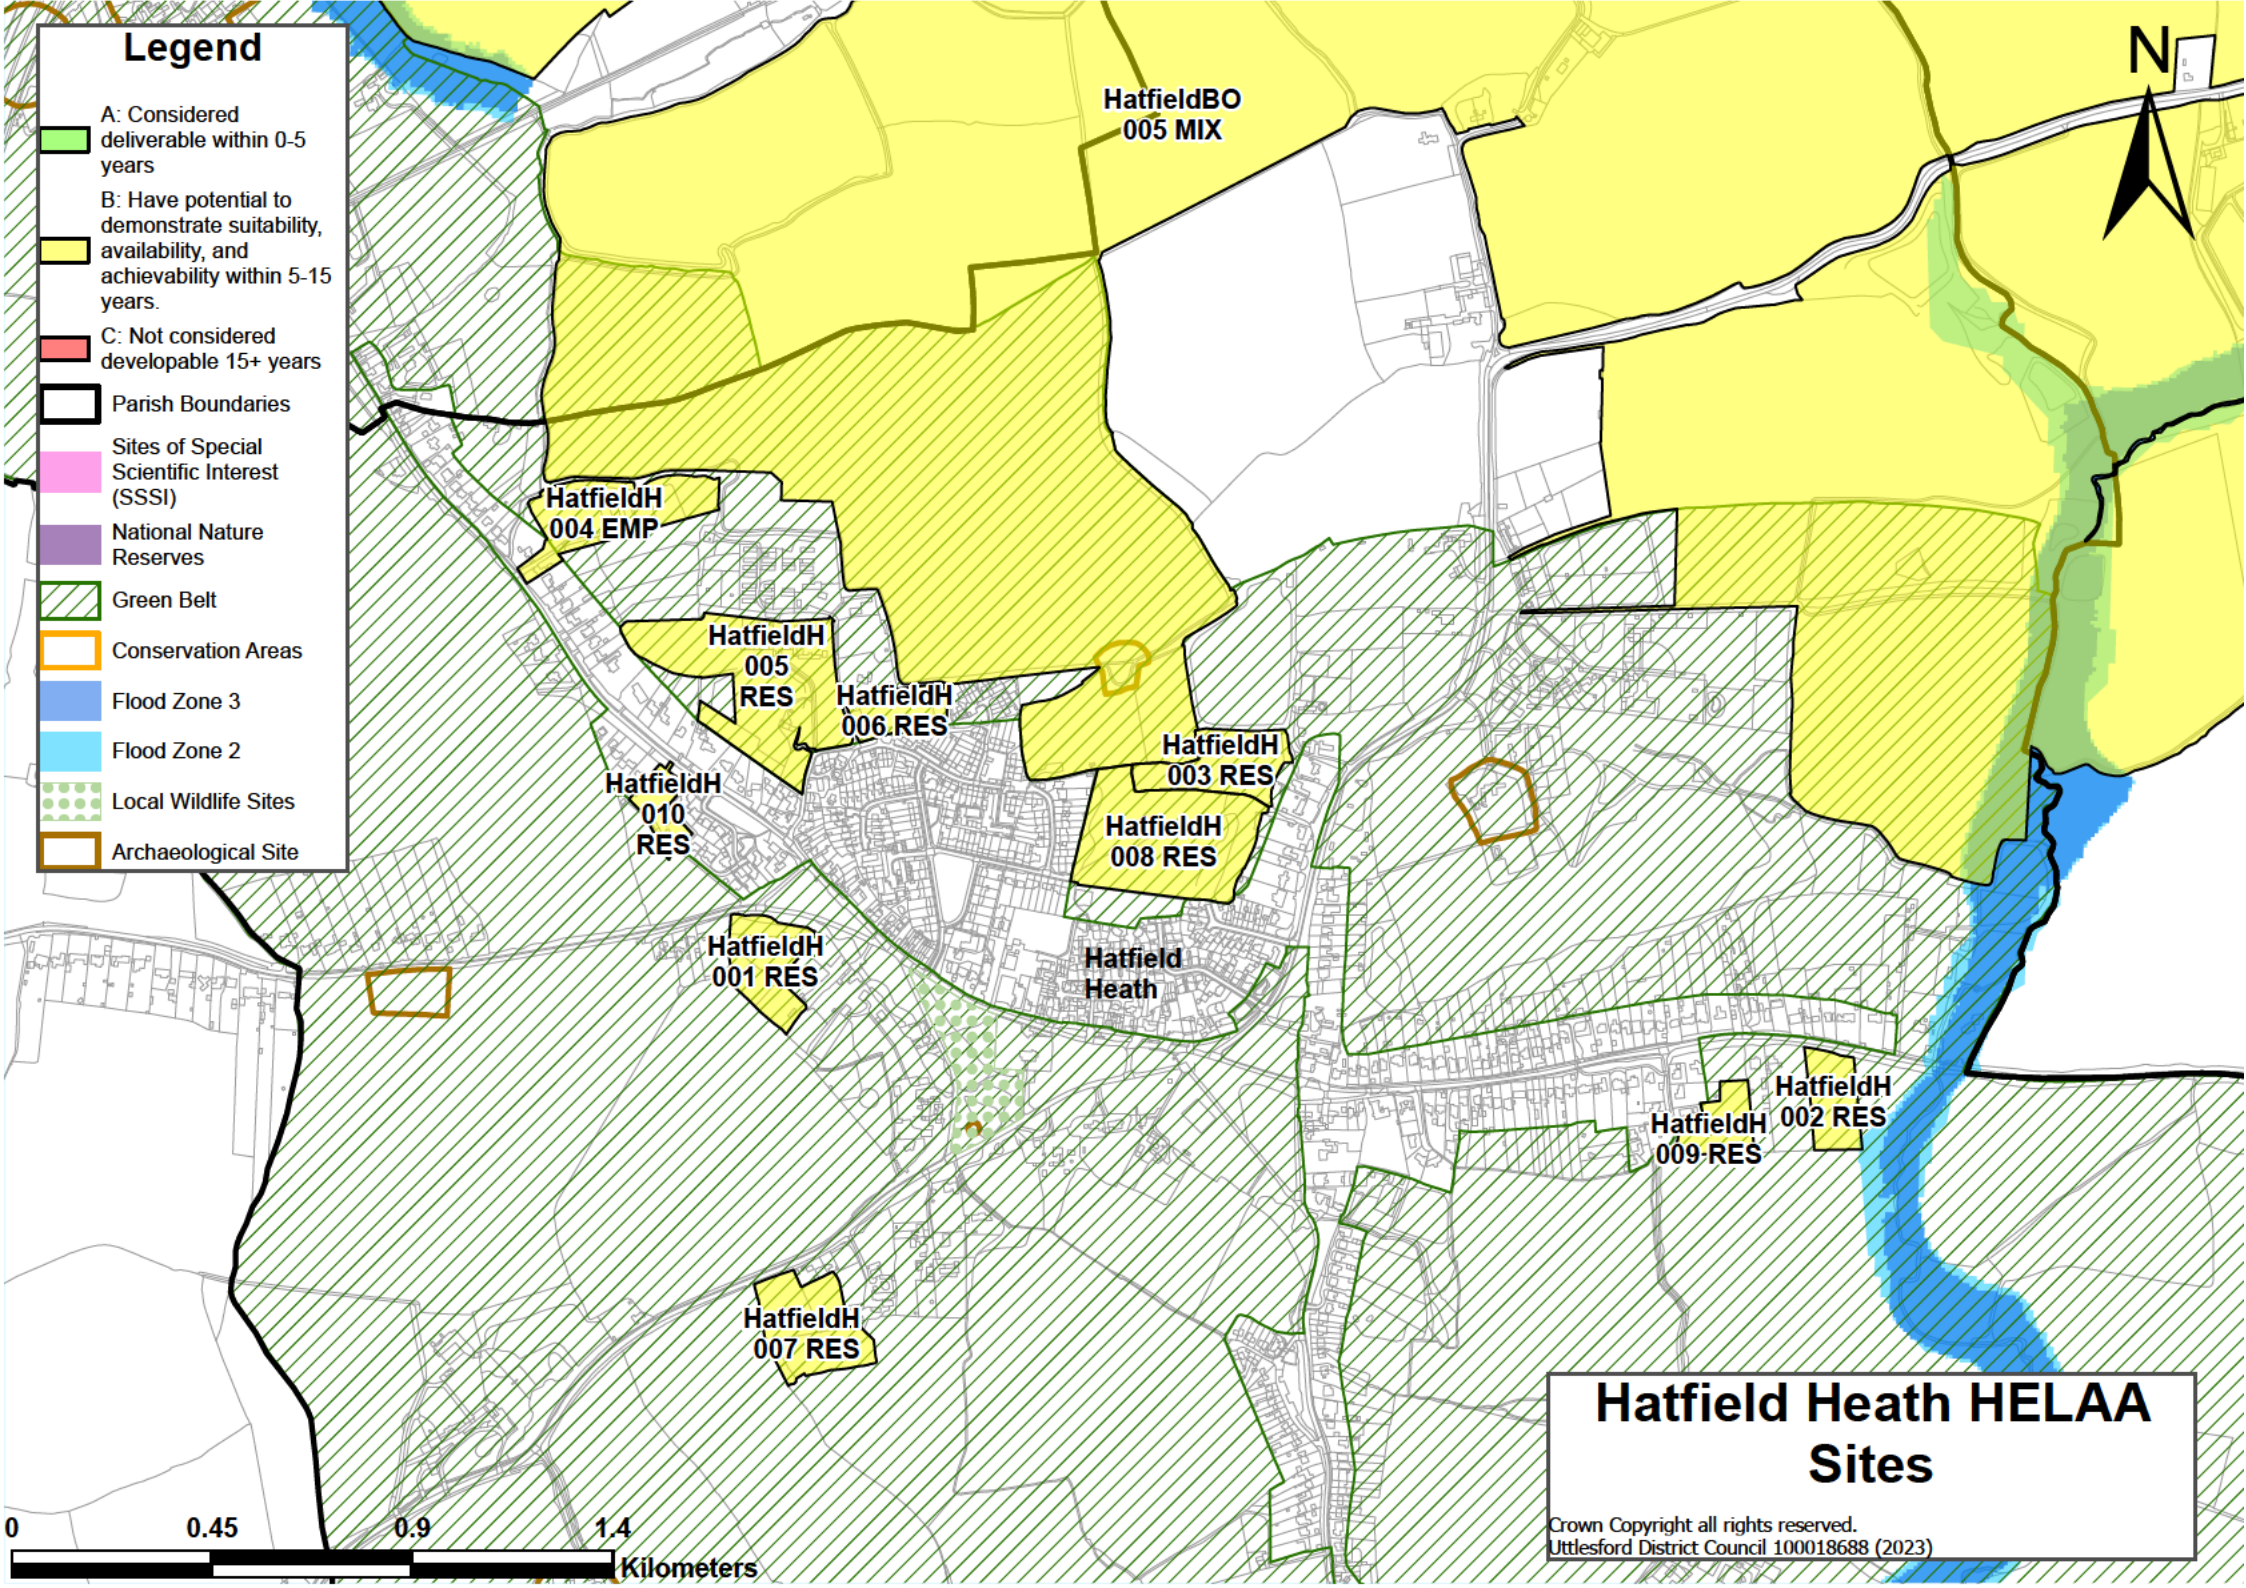 Legend
A: Considered
deliverable within 0-5
years
B: Have potential to
demonstrate suitability,
availability, and
achievability within 5-15
years.
C: Not considered
developable 15+ years
Parish Boundaries
Sites of Special
Scientific Interest
(SSSI)
National Nature
Reserves
Green Belt
Conservation Areas
Flood Zone 3
Flood Zone 2
Local Wildlife Sites
Archaeological Site
N
HatfieldBO
005 MIX
HatfieldH
004 EMP
HatfieldH
005
RES
HatfieldH
006 RES
HatfieldH
003 RES
HatfieldH
010
RES
HatfieldH
008 RES
HatfieldH
001 RES
Hatfield
Heath
HatfieldH
002 RES
HatfieldH
009 RES
HatfieldH
007 RES
0 0.45 0.9 1.4
Kilometers
Hatfield Heath HELAA
Sites
Crown Copyright all rights reserved.
Uttlesford District Council 100018688 (2023)